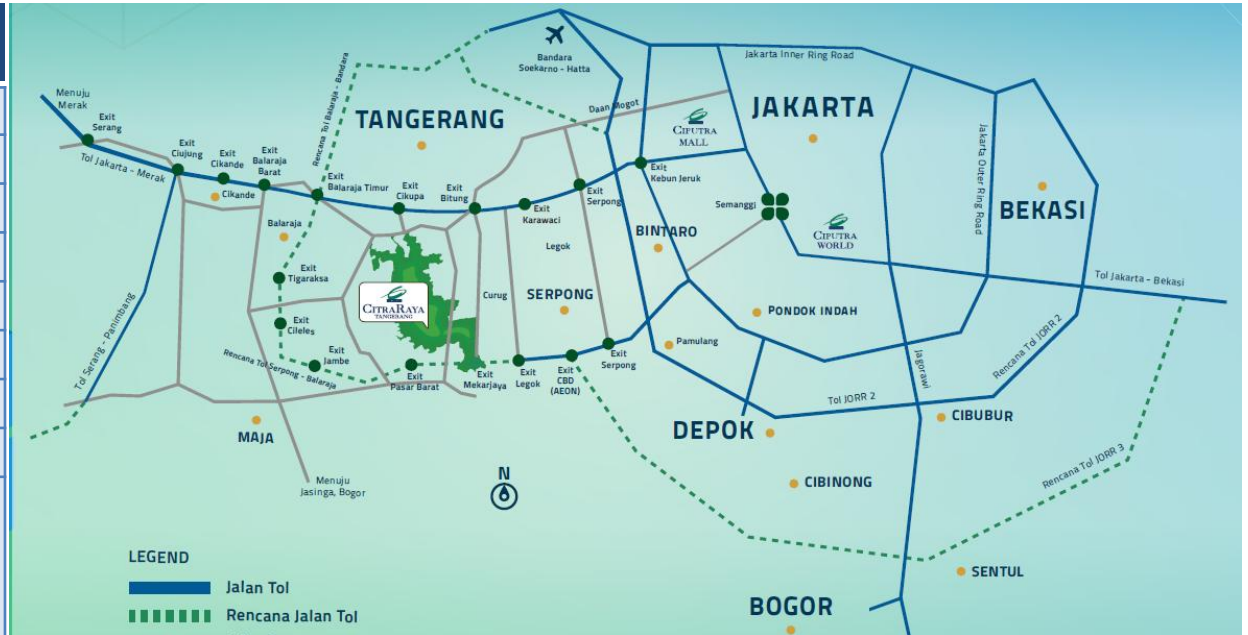 Bandara
Soekarno - Hatta
Jakarta Inner Ring Road
Menuju
Merak
Exit
Serang
Tol Jakarta - Merak
Exit
Ciujung
Exit
Cikande
Cikande
Exit
Balaraja
Barat
Rencana Tol Balaraja - Bandara
Exit
Balaraja Timur
TANGERANG
Exit
Cikupa
Exit
Bitung
Exit
Karawaci
Exit
Serpong
Daan Mogot
CIPUTRA
MALL
JAKARTA
Exit
Kebun Jeruk
Semanggi
CIPUTRA
WORLD
Jakarta Outer Ring Road
BEKASI
Tol Jakarta - Bekasi
Balaraja
Legok
BINTARO
Exit
Tigaraksa
CITRARAYA
TANGERANG
Curug
SERPONG
PONDOK INDAH
Exit
Cileles
Tol Serang - Panimbang
Exit
Jambe
Rencana Tol Serpong - Balaraja
Exit
Pasar Barat
Exit
Mekarjaya
Exit
Legok
Exit
CBD
(AEON)
Exit
Serpong
Pamulang
Jagorawi
Rencana Tol JORR 2
Tol JORR 2
MAJA
DEPOK
CIBUBUR
Menuju
Jasinga, Bogor
N
CIBINONG
Rencana Tol JORR 3
SENTUL
BOGOR
LEGEND
Jalan Tol
Rencana Jalan Tol